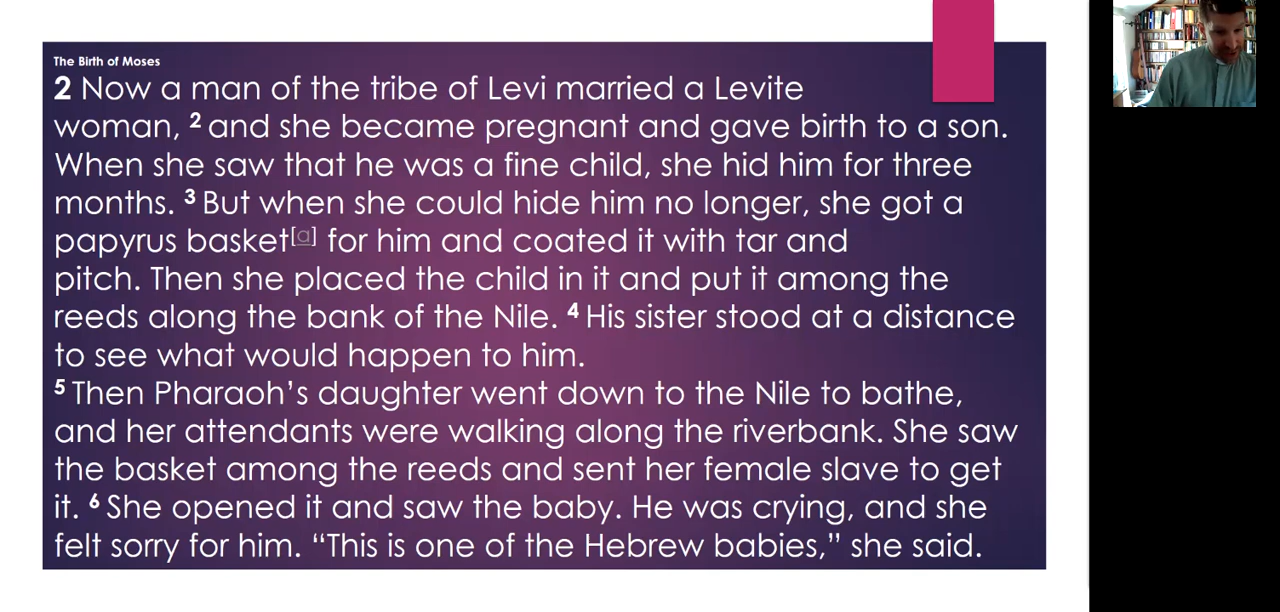 The Birth of Moses
2 Now a man of the tribe of Levi married a Levite
woman, 2 and she became pregnant and gave birth to a son.
When she saw that he was a fine child, she hid him for three
months. 3 But when she could hide him no longer, she got a
papyrus basket[a] for him and coated it with tar and
pitch. Then she placed the child in it and put it among the
reeds along the bank of the Nile. 4 His sister stood at a distance
to see what would happen to him.
5 Then Pharaoh’s daughter went down to the Nile to bathe,
and her attendants were walking along the riverbank. She saw
the basket among the reeds and sent her female slave to get
it. 6 She opened it and saw the baby. He was crying, and she
felt sorry for him. “This is one of the Hebrew babies,” she said.